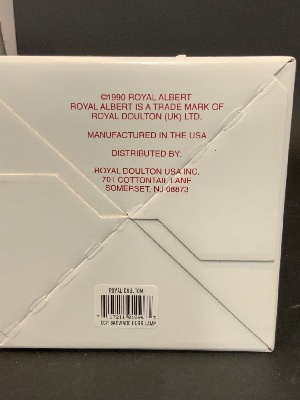 ©1990 ROYAL ALBERT
ROYAL ALBERT IS A TRADE MARK OF
ROYAL DOULTON (UK) LTD.
MANUFACTURED IN THE USA
DISTRIBUTED BY:
ROYAL DOULTON USA INC.
701 COTTONTAIL LANE
SOMERSET, NJ 08873
ROYAL DOULTON
LAMP